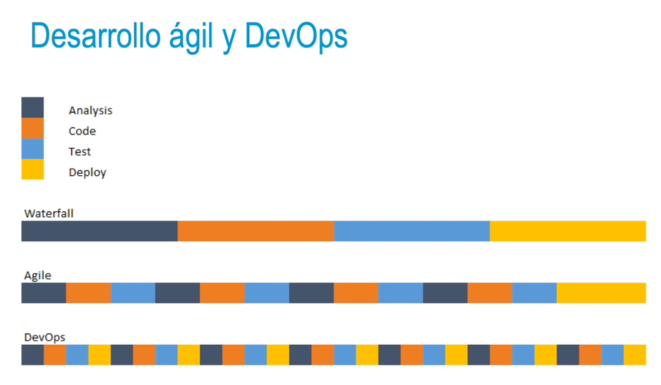 Desarrollo ágil y DevOps
Analysis
Code
Test
Deploy
Waterfall
Agile
DevOps